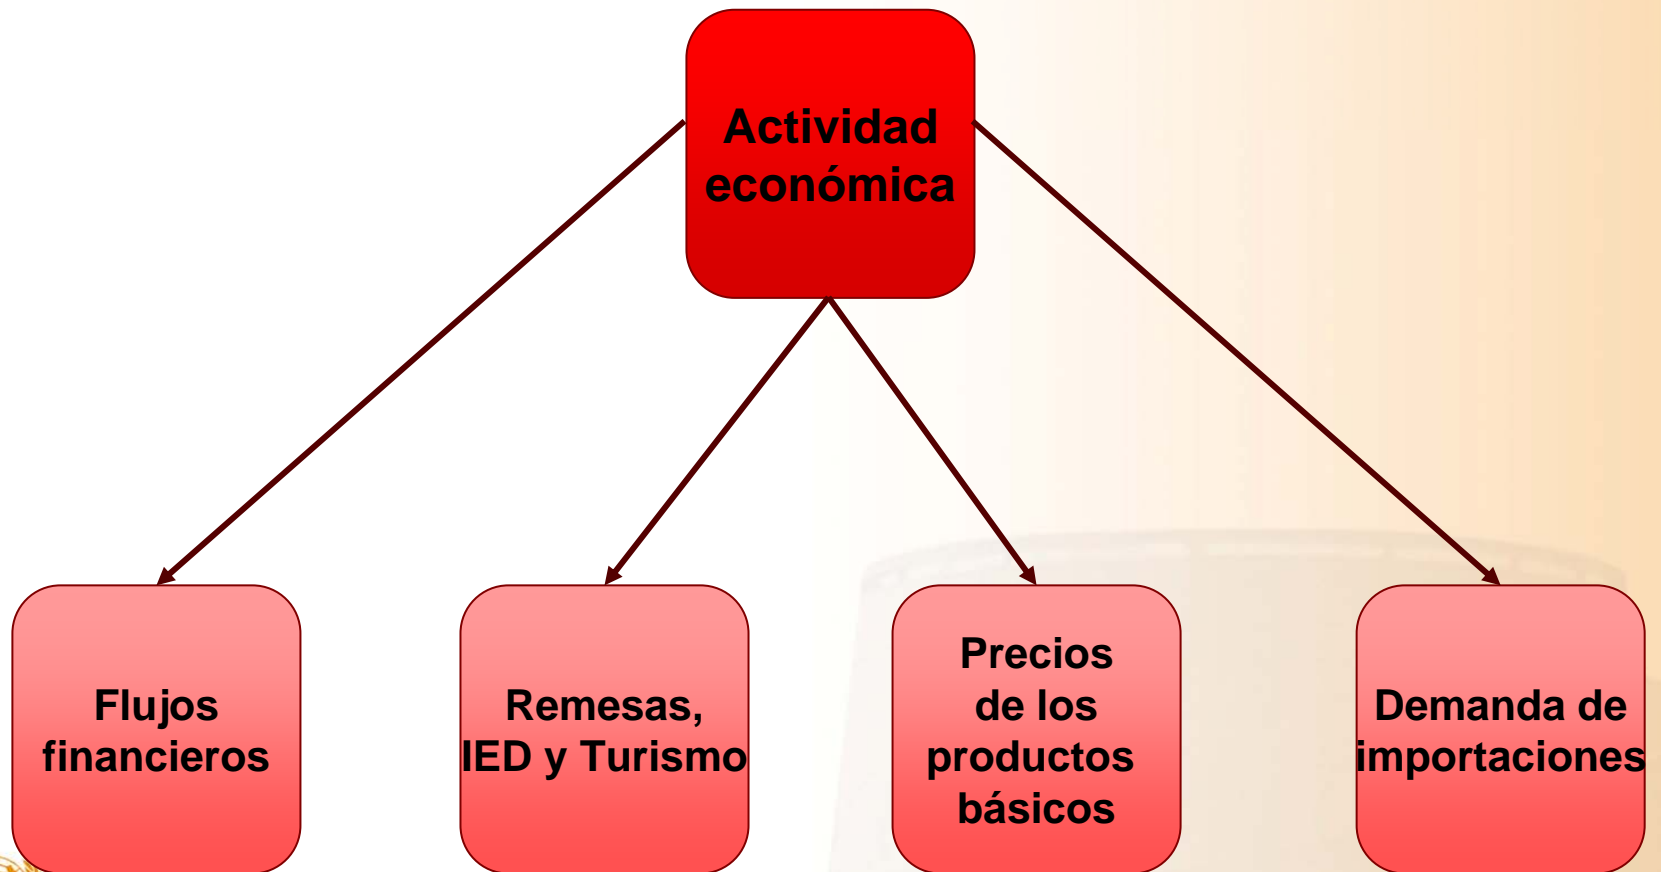 Actividad
económica
Flujos
financieros
Remesas,
IED y Turismo
Precios
de los
productos
básicos
Demanda de
importaciones